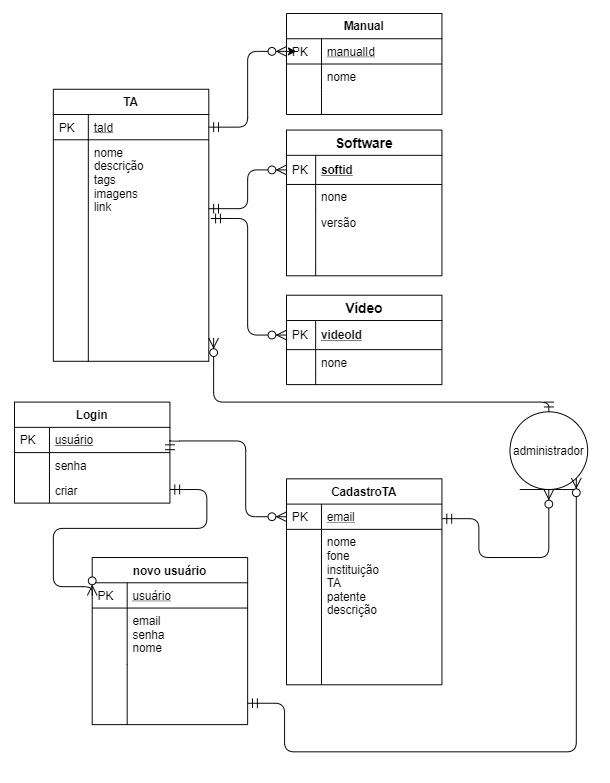 Manual
PK manualId
nome
TA
PK taId
nome
descrição
tags
imagens
link
Software
PK softid
none
versão
Vídeo
PK videoId
none
Login
PK usuário
senha
criar
administrador
CadastroTA
PK email
nome
fone
instituição
TA
patente
descrição
novo usuário
PK usuário
email
senha
nome